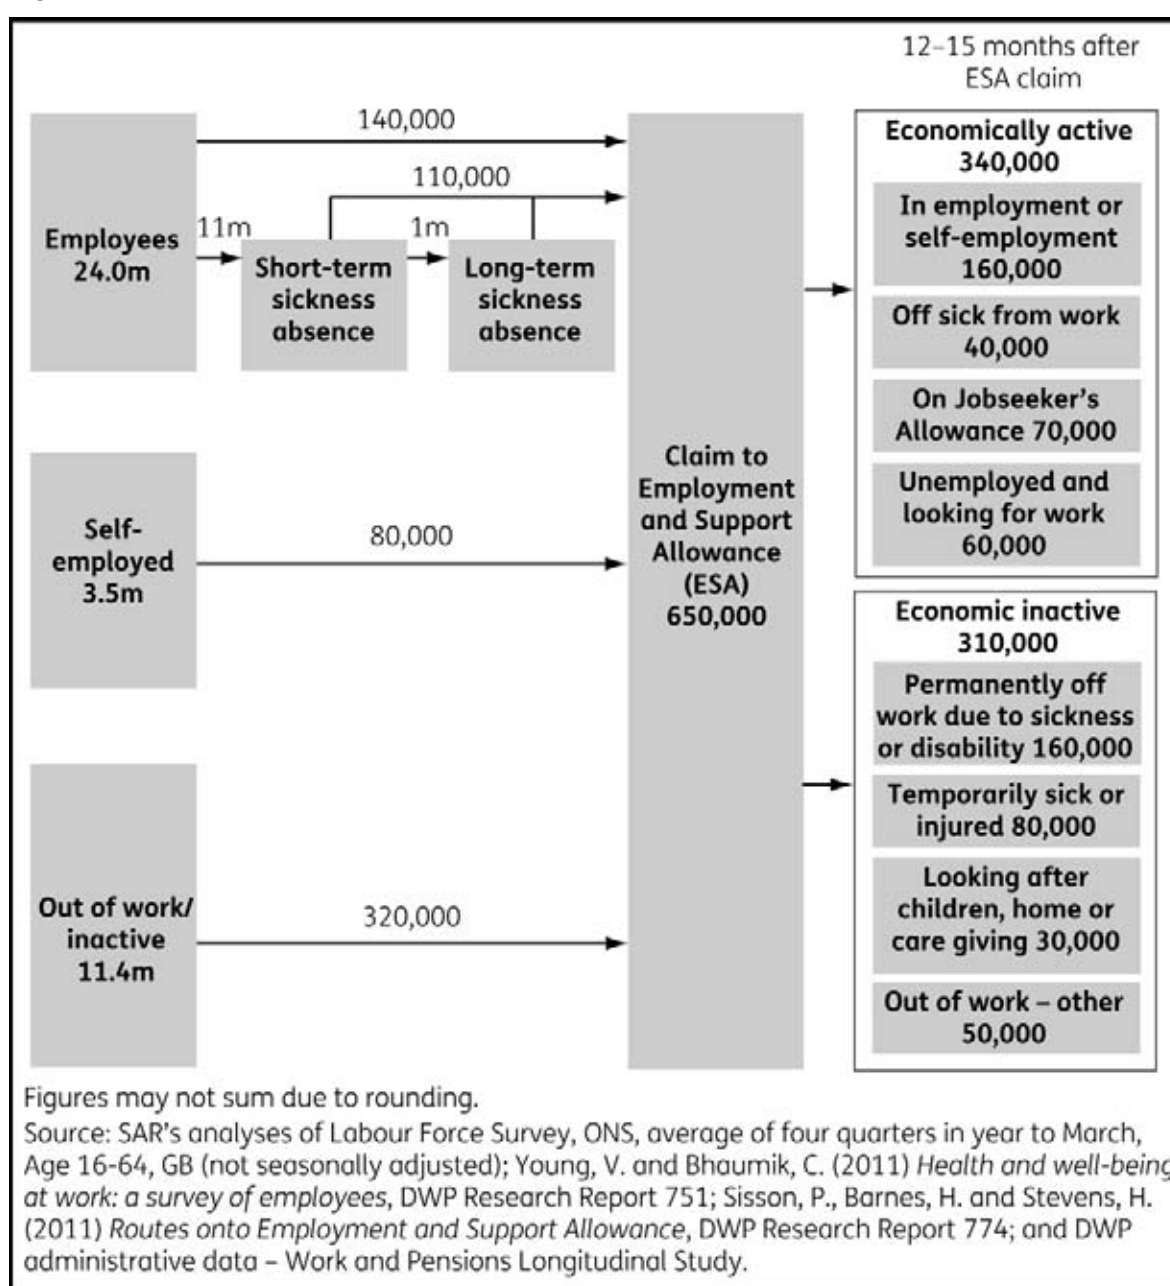 12–15 months after
ESA claim
140,000
110,000
11m
1m
Employees
24.0m
Short-term
sickness
absence
Long-term
sickness
absence
Self-
employed
3.5m
80,000
Out of work/
inactive
11.4m
320,000
Claim to
Employment
and Support
Allowance
(ESA)
650,000
Economically active
340,000
In employment or
self-employment
160,000
Off sick from work
40,000
On Jobseeker's
Allowance 70,000
Unemployed and
looking for work
60,000
Economic inactive
310,000
Permanently off
work due to sickness
or disability 160,000
Temporarily sick or
injured 80,000
Looking after
children, home or
care giving 30,000
Out of work – other
50,000
Figures may not sum due to rounding.
Source: SAR's analyses of Labour Force Survey, ONS, average of four quarters in year to March,
Age 16-64, GB (not seasonally adjusted); Young, V. and Bhaumik, C. (2011) Health and well-being
at work: a survey of employees, DWP Research Report 751; Sisson, P., Barnes, H. and Stevens, H.
(2011) Routes onto Employment and Support Allowance, DWP Research Report 774; and DWP
administrative data – Work and Pensions Longitudinal Study.